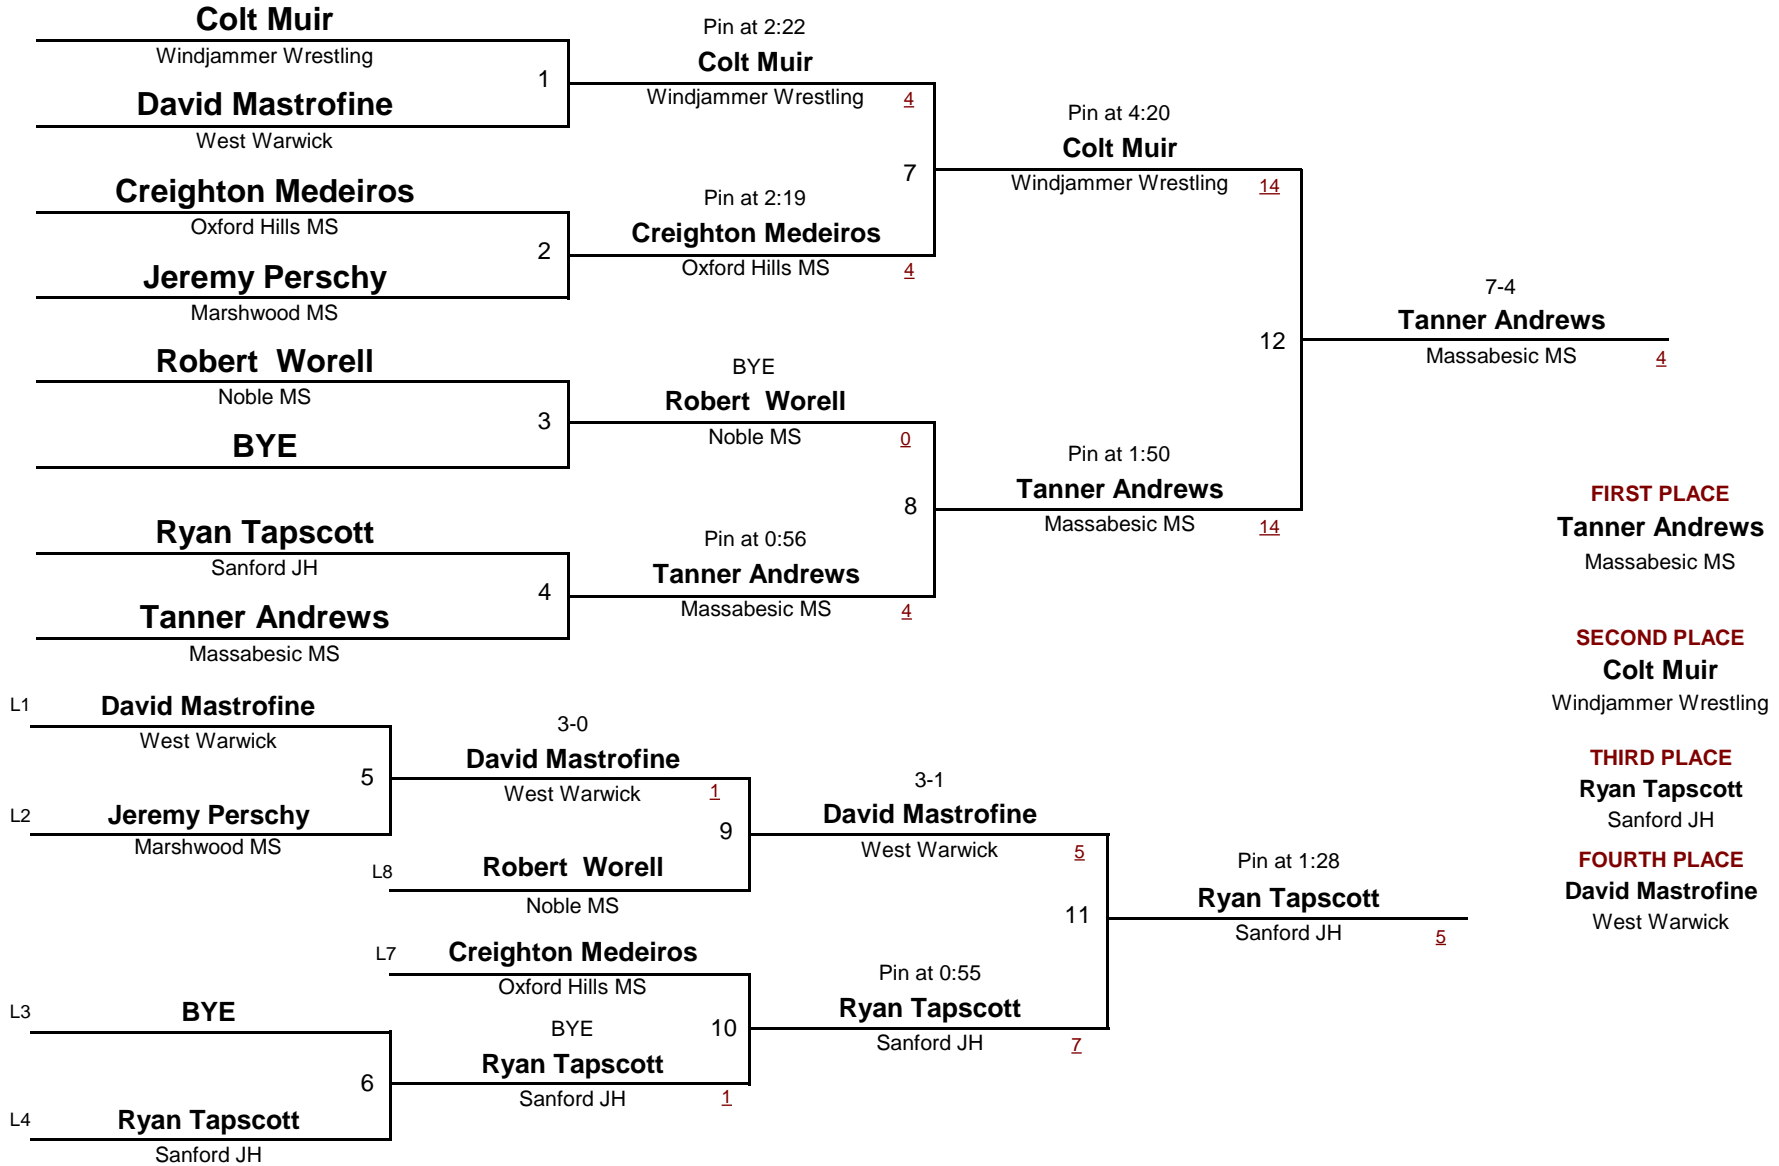 Colt Muir
Windjammer Wrestling
1
David Mastrofine
West Warwick
Creighton Medeiros
Oxford Hills MS
2
Jeremy Perschy
Marshwood MS
Robert  Worell
Noble MS
3
BYE
Ryan Tapscott
Sanford JH
4
Tanner Andrews
Massabesic MS
Pin at 2:22
Colt Muir
Windjammer Wrestling 4
7
Pin at 2:19
Creighton Medeiros
Oxford Hills MS 4
BYE
Robert  Worell
Noble MS 0
8
Pin at 0:56
Tanner Andrews
Massabesic MS 4
Pin at 4:20
Colt Muir
Windjammer Wrestling 14
12
Pin at 1:50
Tanner Andrews
Massabesic MS 14
7-4
Tanner Andrews
Massabesic MS 4
FIRST PLACE
Tanner Andrews
Massabesic MS
SECOND PLACE
Colt Muir
Windjammer Wrestling
THIRD PLACE
Ryan Tapscott
Sanford JH
FOURTH PLACE
David Mastrofine
West Warwick
L1 David Mastrofine
West Warwick
5
L2 Jeremy Perschy
Marshwood MS
L3 BYE
6
L4 Ryan Tapscott
Sanford JH
3-0
David Mastrofine
West Warwick 1
9
L8 Robert  Worell
Noble MS
L7 Creighton Medeiros
Oxford Hills MS
BYE 10
Ryan Tapscott
Sanford JH 1
3-1
David Mastrofine
West Warwick 5
11
Pin at 0:55
Ryan Tapscott
Sanford JH 7
Pin at 1:28
Ryan Tapscott
Sanford JH 5